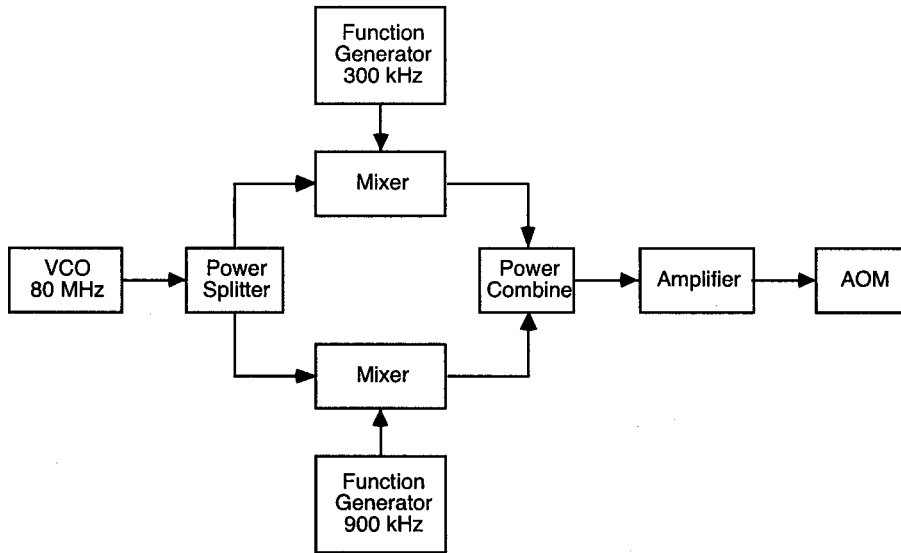 Function
Generator
300 kHz
Mixer
VCO
80 MHz
Power
Splitter
Power
Combine
Amplifier
AOM
Mixer
Function
Generator
900 kHz